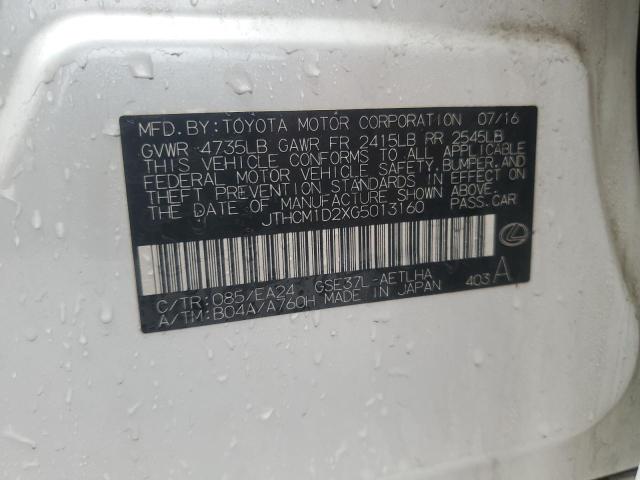 MFD. BY: TOYOTA MOTOR CORPORATION 07/16
GVWR 4735LB GAWR FR 2415LB RR 2545LB
THIS VEHICLE CONFORMS TO ALL APPLICABLE
FEDERAL MOTOR VEHICLE SAFETY, BUMPER, AND
THEFT PREVENTION STANDARDS IN EFFECT ON
THE DATE OF MANUFACTURE SHOWN ABOVE.
JTHCM1D2XG5013160 PASS. CAR
C/TR: 085/EA24 GSE37L-AETLHA
A/TM: B04A/A760H MADE IN JAPAN 403 A